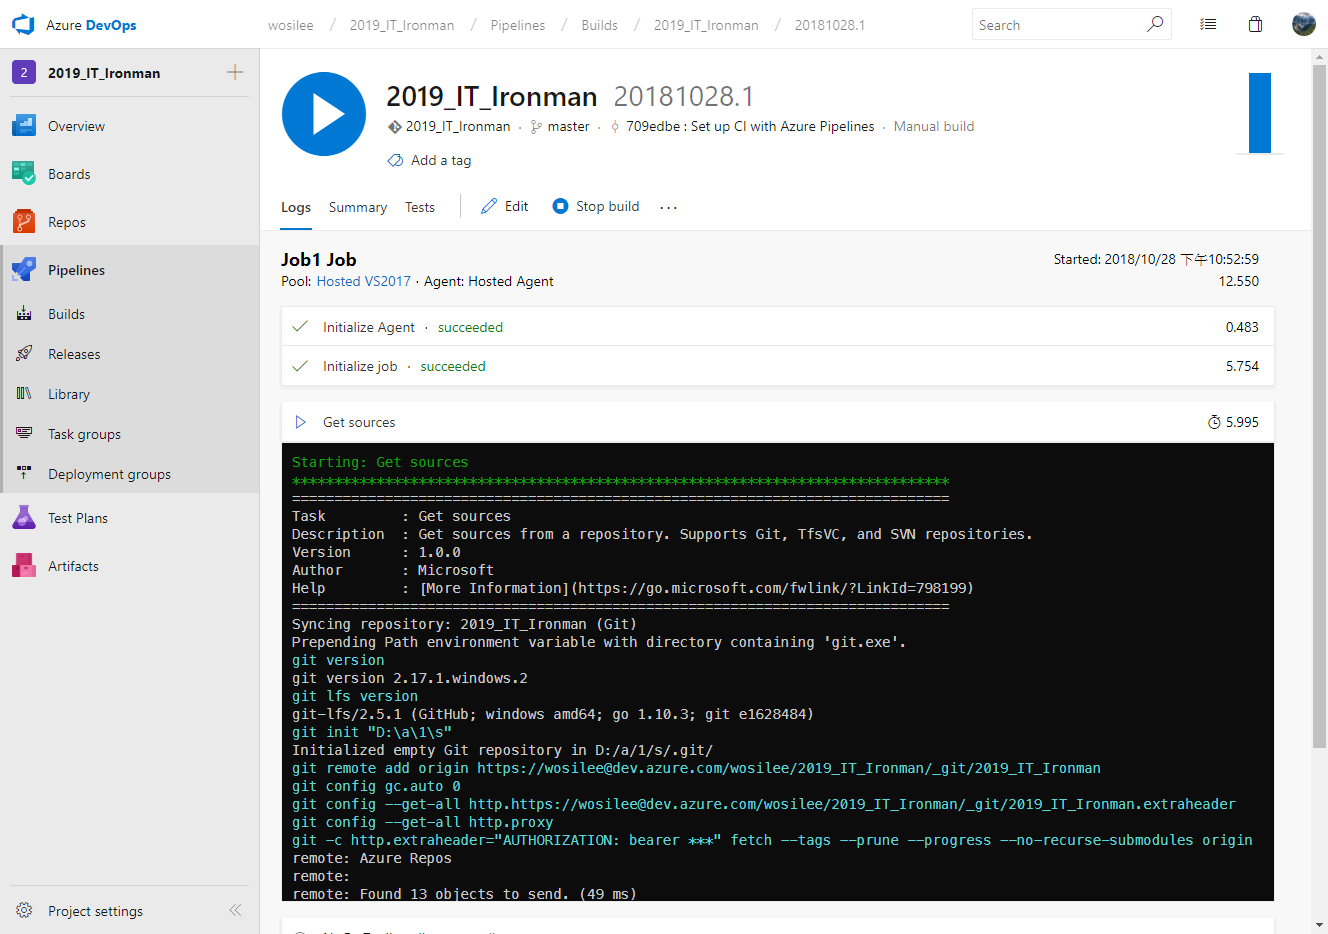 Azure DevOps
wosilee / 2019_IT_Ironman / Pipelines / Builds / 2019_IT_Ironman / 20181028.1
Search
2 2019_IT_Ironman
Overview
Boards
Repos
Pipelines
Builds
Releases
Library
Task groups
Deployment groups
Test Plans
Artifacts
Project settings
2019_IT_Ironman 20181028.1
2019_IT_Ironman · master · 709edbe : Set up CI with Azure Pipelines · Manual build
Add a tag
Logs Summary Tests Edit Stop build ...
Job1 Job
Started: 2018/10/28 下午10:52:59
Pool: Hosted VS2017 · Agent: Hosted Agent
12.550
Initialize Agent · succeeded 0.483
Initialize job · succeeded 5.754
Get sources 5.995
Starting: Get sources
******************************************************************************
==============================================================================
Task         : Get sources
Description  : Get sources from a repository. Supports Git, TfsVC, and SVN repositories.
Version      : 1.0.0
Author       : Microsoft
Help         : [More Information](https://go.microsoft.com/fwlink/?LinkId=798199)
==============================================================================
Syncing repository: 2019_IT_Ironman (Git)
Prepending Path environment variable with directory containing 'git.exe'.
git version
git version 2.17.1.windows.2
git lfs version
git-lfs/2.5.1 (GitHub; windows amd64; go 1.10.3; git e1628484)
git init "D:\a\1\s"
Initialized empty Git repository in D:/a/1/s/.git/
git remote add origin https://wosilee@dev.azure.com/wosilee/2019_IT_Ironman/_git/2019_IT_Ironman
git config gc.auto 0
git config --get-all http.https://wosilee@dev.azure.com/wosilee/2019_IT_Ironman/_git/2019_IT_Ironman.extraheader
git config --get-all http.proxy
git -c http.extraheader="AUTHORIZATION: bearer ***" fetch --tags --prune --progress --no-recurse-submodules origin
remote: Azure Repos
remote:
remote: Found 13 objects to send. (49 ms)